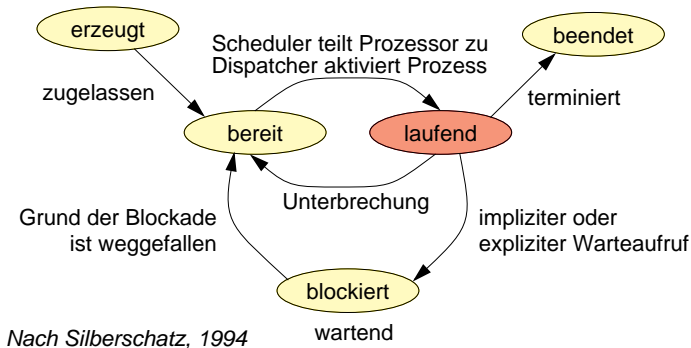 erzeugt
beendet
Scheduler teilt Prozessor zu
Dispatcher aktiviert Prozess
zugelassen
terminiert
bereit
laufend
Unterbrechung
Grund der Blockade
ist weggefallen
impliziter oder
expliziter Warteaufruf
blockiert
wartend
Nach Silberschatz, 1994